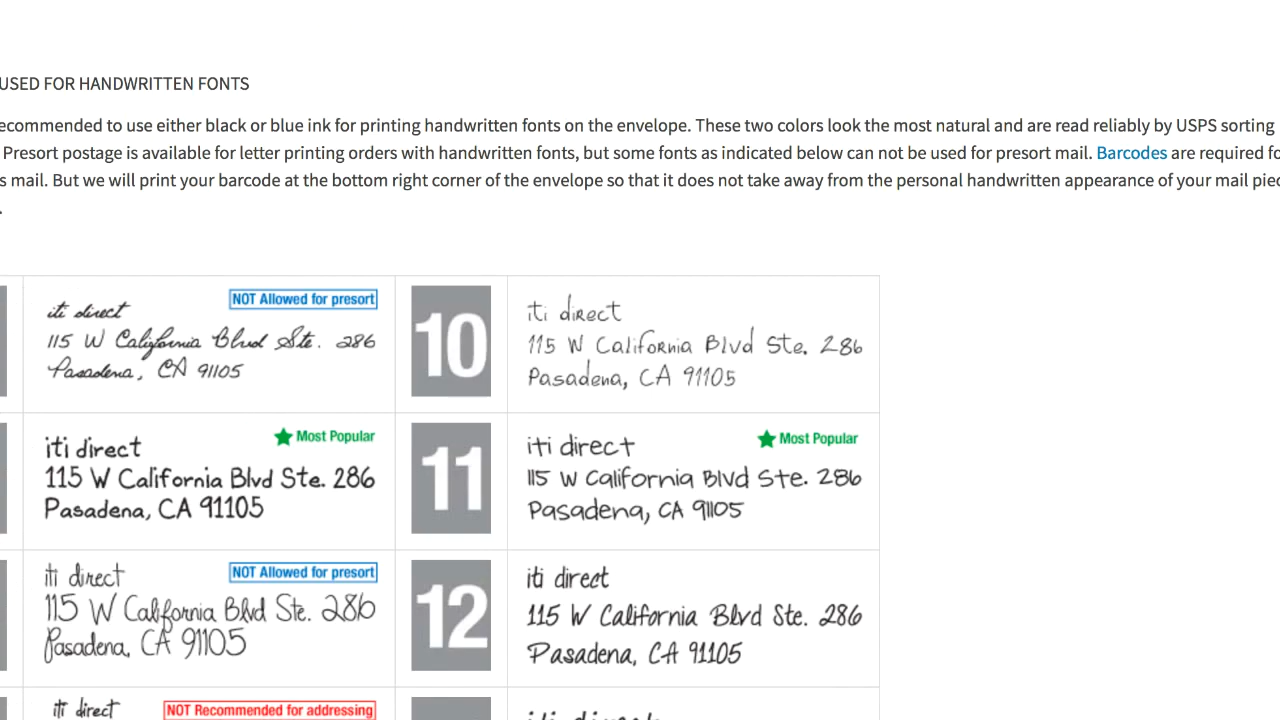 USED FOR HANDWRITTEN FONTS
ecommended to use either black or blue ink for printing handwritten fonts on the envelope. These two colors look the most natural and are read reliably by USPS sorting
Presort postage is available for letter printing orders with handwritten fonts, but some fonts as indicated below can not be used for presort mail. Barcodes are required fo
s mail. But we will print your barcode at the bottom right corner of the envelope so that it does not take away from the personal handwritten appearance of your mail piec
.
NOT Allowed for presort
iti direct
115 W California Blvd Ste. 286
Pasadena, CA 91105
10
iti direct
115 W California Blvd Ste. 286
Pasadena, CA 91105
Most Popular
iti direct
115 W California Blvd Ste. 286
Pasadena, CA 91105
11
Most Popular
iti direct
115 W California Blvd Ste. 286
Pasadena, CA 91105
NOT Allowed for presort
iti direct
115 W California Blvd Ste. 286
Pasadena, CA 91105
12
iti direct
115 W California Blvd Ste. 286
Pasadena, CA 91105
NOT Recommended for addressing
iti direct
iti direct